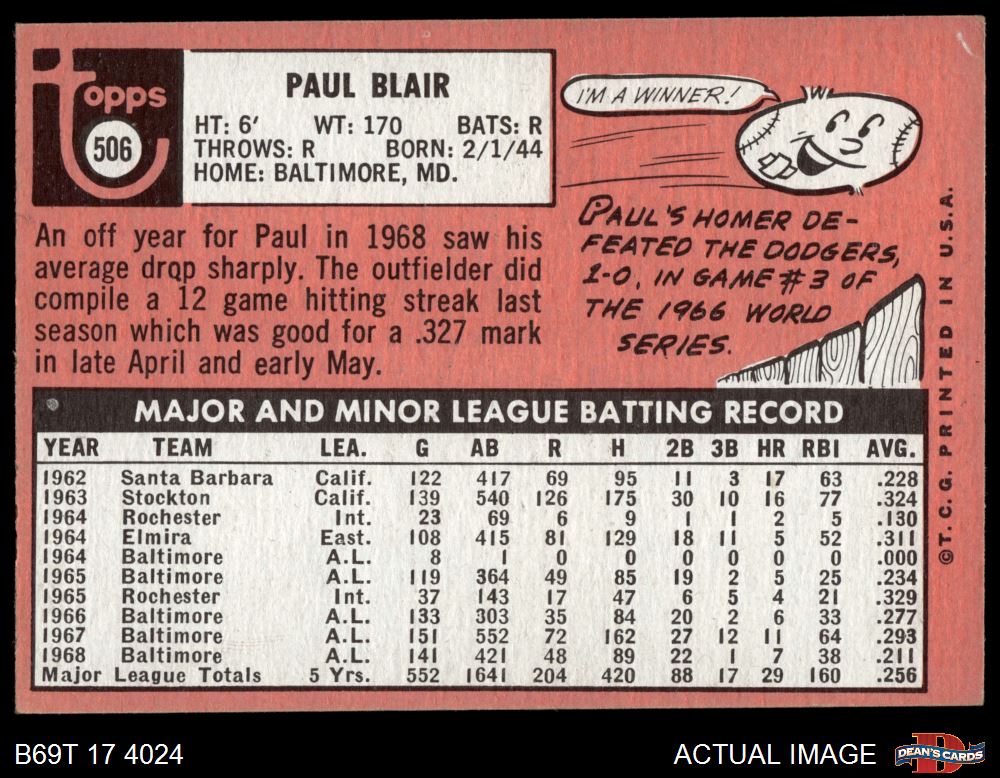 topps
506
PAUL BLAIR
HT: 6' WT: 170 BATS: R
THROWS: R BORN: 2/1/44
HOME: BALTIMORE, MD.
An off year for Paul in 1968 saw his
average drop sharply. The outfielder did
compile a 12 game hitting streak last
season which was good for a .327 mark
in late April and early May.
I'M A WINNER!
PAUL'S HOMER DE-
FEATED THE DODGERS,
1-0, IN GAME #3 OF
THE 1966 WORLD
SERIES.
MAJOR AND MINOR LEAGUE BATTING RECORD
YEAR TEAM LEA. G AB R H 2B 3B HR RBI AVG.
1962 Santa Barbara Calif. 122 417 69 95 11 3 17 63 .228
1963 Stockton Calif. 139 540 126 175 30 10 16 77 .324
1964 Rochester Int. 23 69 6 9 1 1 2 5 .130
1964 Elmira East. 108 415 81 129 18 11 5 52 .311
1964 Baltimore A.L. 8 1 0 0 0 0 0 0 .000
1965 Baltimore A.L. 119 364 49 85 19 2 5 25 .234
1965 Rochester Int. 37 143 17 47 6 5 4 21 .329
1966 Baltimore A.L. 133 303 35 84 20 2 6 33 .277
1967 Baltimore A.L. 151 552 72 162 27 12 11 64 .293
1968 Baltimore A.L. 141 421 48 89 22 1 7 38 .211
Major League Totals 5 Yrs. 552 1641 204 420 88 17 29 160 .256
©T. C. G. PRINTED IN U.S.A.
B69T 17 4024
ACTUAL IMAGE
D
DEAN'S CARDS